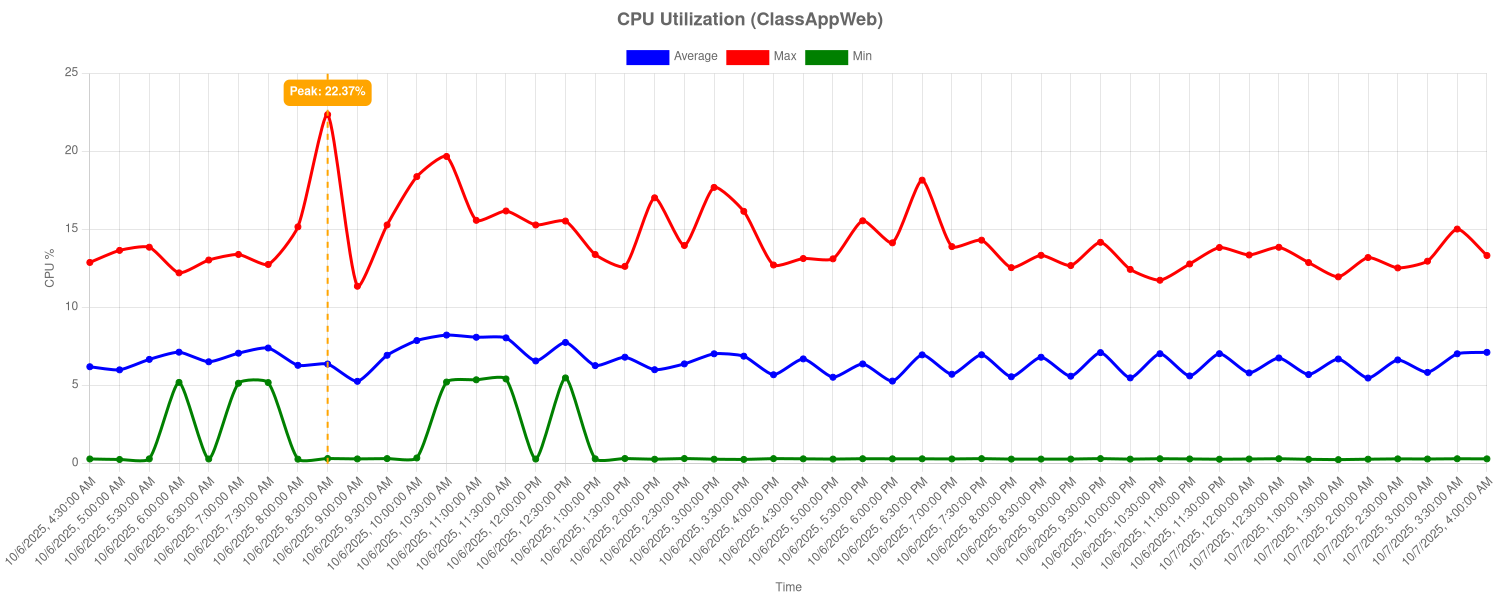 CPU Utilization (ClassAppWeb)
Average Max Min
25
Peak: 22.37%
20
15
CPU %
10
5
0
10/6/2025, 4:30:00 AM
10/6/2025, 5:00:00 AM
10/6/2025, 5:30:00 AM
10/6/2025, 6:00:00 AM
10/6/2025, 6:30:00 AM
10/6/2025, 7:00:00 AM
10/6/2025, 7:30:00 AM
10/6/2025, 8:00:00 AM
10/6/2025, 8:30:00 AM
10/6/2025, 9:00:00 AM
10/6/2025, 9:30:00 AM
10/6/2025, 10:00:00 AM
10/6/2025, 10:30:00 AM
10/6/2025, 11:00:00 AM
10/6/2025, 11:30:00 AM
10/6/2025, 12:00:00 PM
10/6/2025, 12:30:00 PM
10/6/2025, 1:00:00 PM
10/6/2025, 1:30:00 PM
10/6/2025, 2:00:00 PM
10/6/2025, 2:30:00 PM
10/6/2025, 3:00:00 PM
10/6/2025, 3:30:00 PM
10/6/2025, 4:00:00 PM
10/6/2025, 4:30:00 PM
10/6/2025, 5:00:00 PM
10/6/2025, 5:30:00 PM
10/6/2025, 6:00:00 PM
10/6/2025, 6:30:00 PM
10/6/2025, 7:00:00 PM
10/6/2025, 7:30:00 PM
10/6/2025, 8:00:00 PM
10/6/2025, 8:30:00 PM
10/6/2025, 9:00:00 PM
10/6/2025, 9:30:00 PM
10/6/2025, 10:00:00 PM
10/6/2025, 10:30:00 PM
10/6/2025, 11:00:00 PM
10/6/2025, 11:30:00 PM
10/7/2025, 12:00:00 AM
10/7/2025, 12:30:00 AM
10/7/2025, 1:00:00 AM
10/7/2025, 1:30:00 AM
10/7/2025, 2:00:00 AM
10/7/2025, 2:30:00 AM
10/7/2025, 3:00:00 AM
10/7/2025, 3:30:00 AM
10/7/2025, 4:00:00 AM
Time